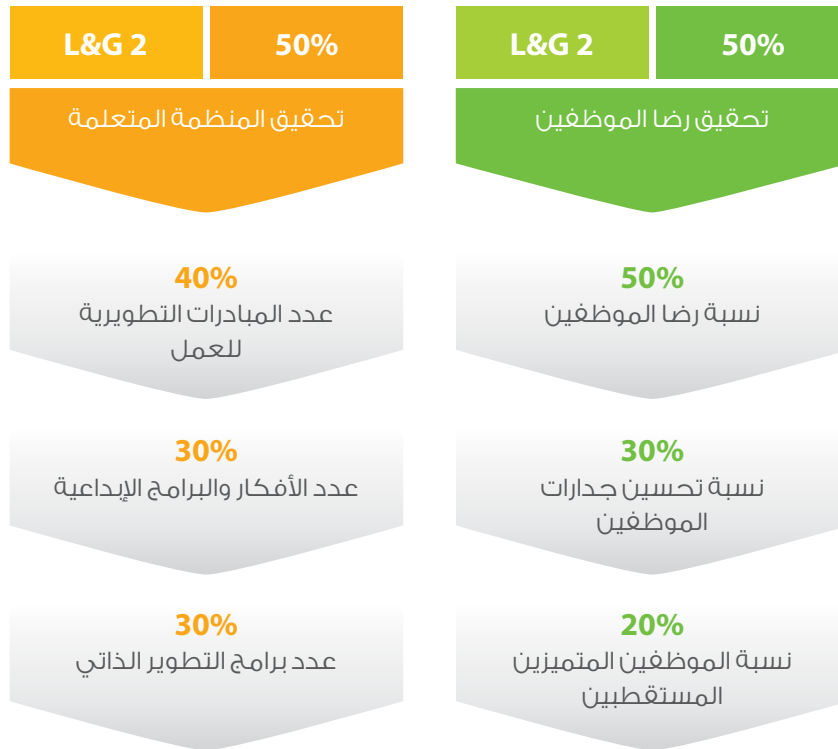 L&G 2
50%
تحقيق رضا الموظفين
50%
نسبة رضا الموظفين
30%
نسبة تحسين جدارات
الموظفين
20%
نسبة الموظفين المتميزين
المستقطبين
L&G 2
50%
تحقيق المنظمة المتعلمة
40%
عدد المبادرات التطويرية
للعمل
30%
عدد الأفكار والبرامج الإبداعية
30%
عدد برامج التطوير الذاتي